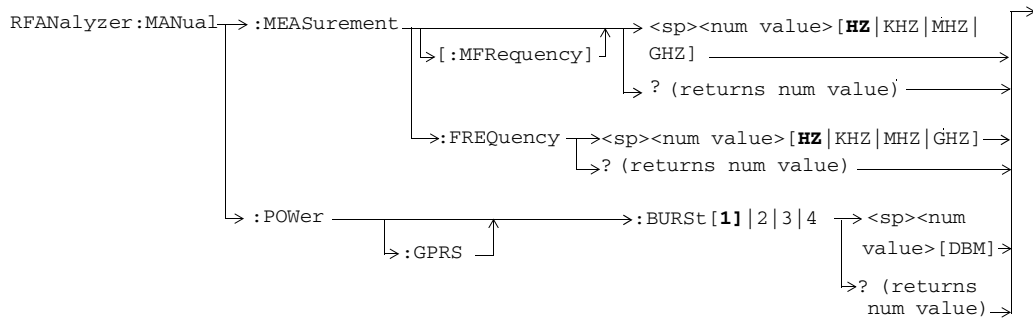 RFANalyzer:MANual :MEASurement <sp><num value>[HZ|KHZ|MHZ|
[:MFRequency] GHZ]
? (returns num value)
:FREQuency <sp><num value>[HZ|KHZ|MHZ|GHZ]
? (returns num value)
:POWer :BURSt[1]|2|3|4 <sp><num
:GPRS value>[DBM]
? (returns
num value)